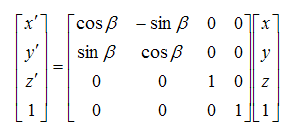 x′ = cos β − sin β 0 0 x
y′ sin β cos β 0 0 y
z′ 0 0 1 0 z
1 0 0 0 1 1